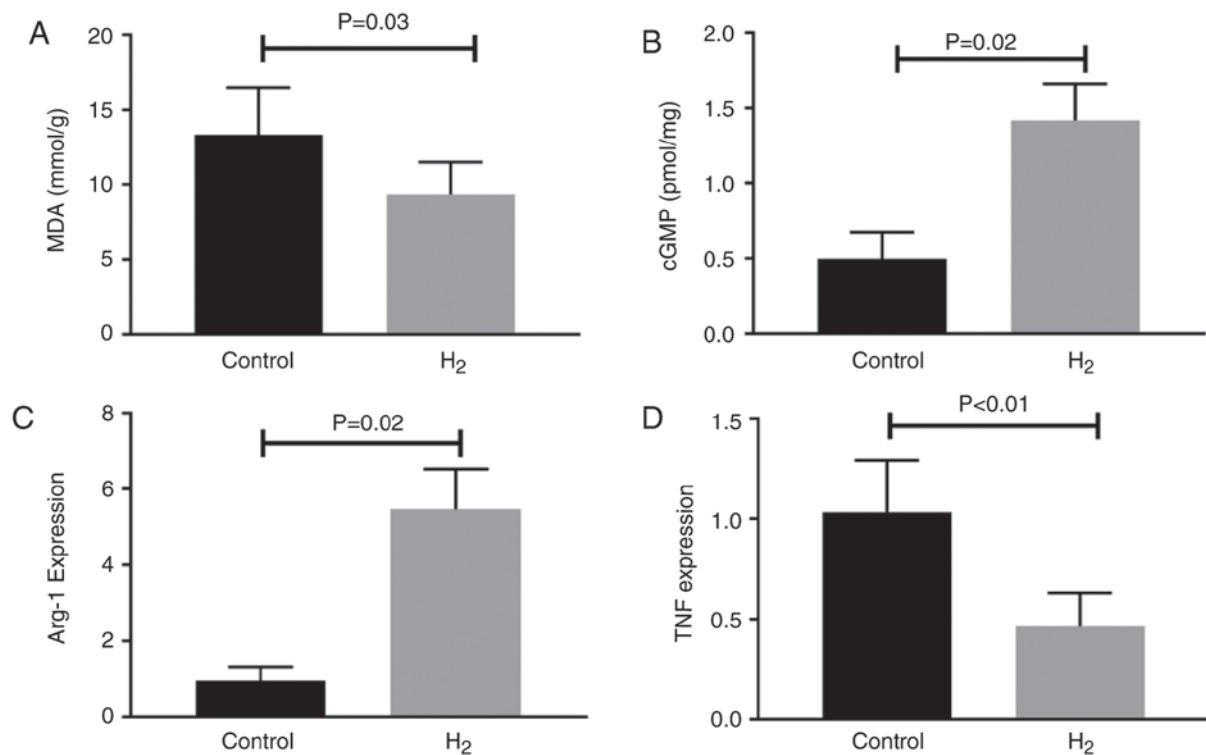 A
MDA (mmol/g)
20
15
10
5
0
P=0.03
Control
H₂
B
cGMP (pmol/mg)
2.0
1.5
1.0
0.5
0.0
P=0.02
Control
H₂
C
Arg-1 Expression
8
6
4
2
0
P=0.02
Control
H₂
D
TNF expression
1.5
1.0
0.5
0.0
P<0.01
Control
H₂